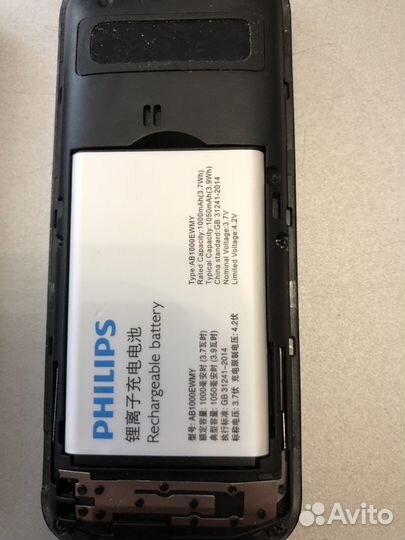 PHILIPS
锂离子充电电池
Rechargeable battery
Type:AB1000EWMY
Rated Capacity:1000mAh(3.7Wh)
Typical Capacity:1050mAh(3.9Wh)
China standard:GB 31241-2014
Nominal Voltage:3.7V
Limited Voltage:4.2V
型号: AB1000EWMY
额定容量: 1000毫安时 (3.7瓦时)
典型容量: 1050毫安时 (3.9瓦时)
执行标准: GB 31241-2014
标称电压: 3.7伏 充电限制电压: 4.2伏
Avito